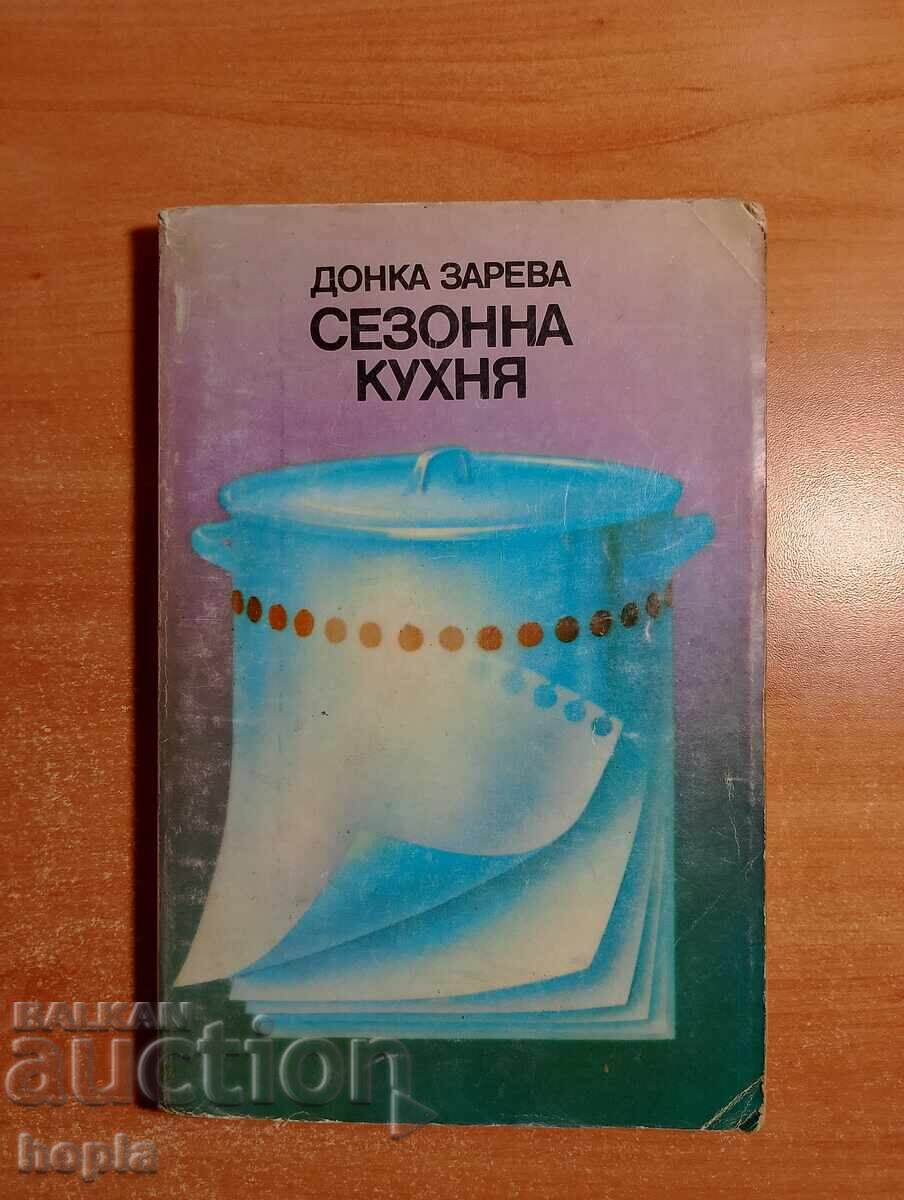 ДОНКА ЗАРЕВА
СЕЗОННА
КУХНЯ
BALKAN
auction
hopla